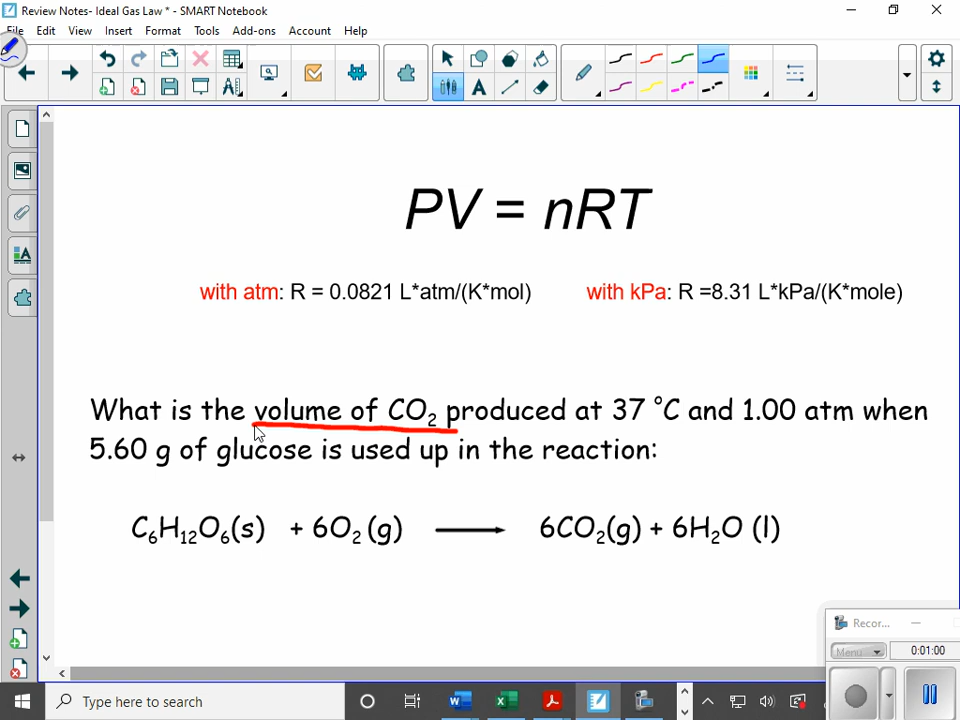 Review Notes- Ideal Gas Law * - SMART Notebook
File Edit View Insert Format Tools Add-ons Account Help
PV = nRT
with atm: R = 0.0821 L*atm/(K*mol) with kPa: R =8.31 L*kPa/(K*mole)
What is the volume of CO₂ produced at 37 ˚C and 1.00 atm when
5.60 g of glucose is used up in the reaction:
C₆H₁₂O₆(s) + 6O₂ (g) → 6CO₂(g) + 6H₂O (l)
Recor...
Menu 0:01:00
Type here to search